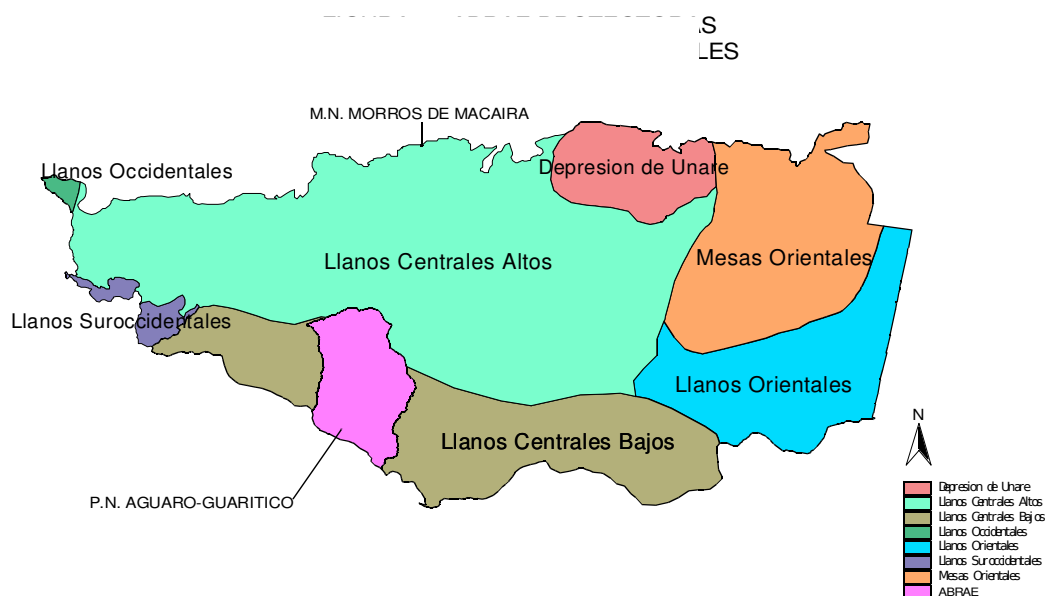 M.N. MORROS DE MACAIRA
Llanos Occidentales
Depresion de Unare
Llanos Centrales Altos
Mesas Orientales
Llanos Suroccidentales
Llanos Orientales
Llanos Centrales Bajos
P.N. AGUARO-GUARITICO
N
Depresion de Unare
Llanos Centrales Altos
Llanos Centrales Bajos
Llanos Occidentales
Llanos Orientales
Llanos Suroccidentales
Mesas Orientales
ABRAE